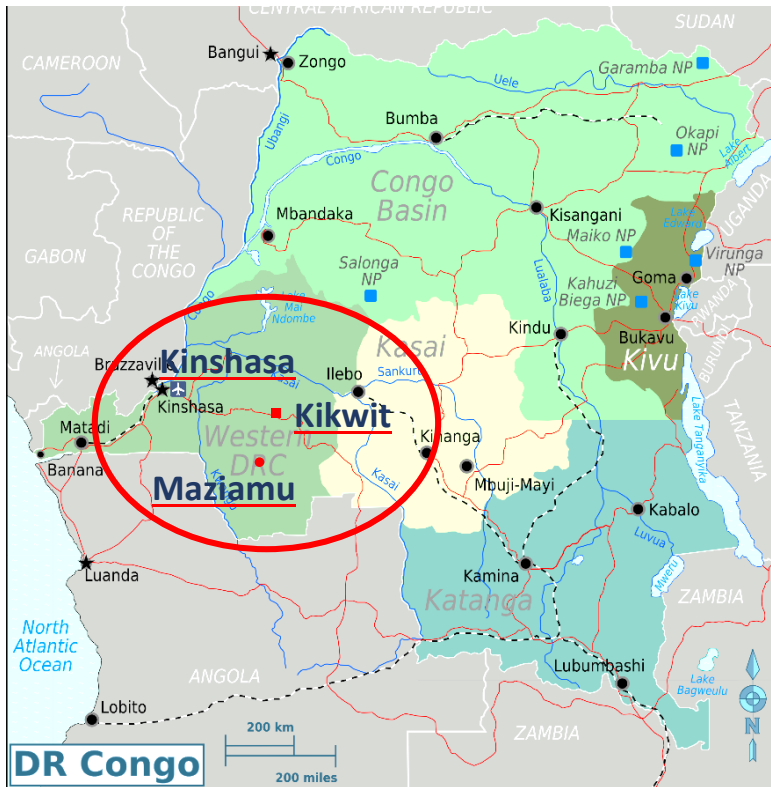 CENTRAL AFRICAN REPUBLIC
SUDAN
CAMEROON
Bangui
Zongo
Garamba NP
Uele
Ubangi
Bumba
Okapi
NP
Lake
Albert
Congo
Congo
Basin
REPUBLIC
OF
THE
CONGO
Mbandaka
Kisangani
UGANDA
Lake
Edward
GABON
Maiko NP
Virunga
NP
Salonga
NP
Lualaba
Goma
Kahuzi
Biega NP
Lake
Kivu
RWANDA
Congo
Lake
Mai
Ndombe
Kindu
Bukavu
BURUNDI
Kivu
Kasai
ANGOLA
Brazzaville
Kinshasa
Kasai
Ilebo
Sankuru
Kinshasa
Kikwit
Lake Tanganyika
TANZANIA
Matadi
Western
DRC
Kananga
Banana
Maziamu
Kasai
Mbuji-Mayi
Kabalo
Luvua
Luanda
Kamina
Mweru
Katanga
ZAMBIA
North
Atlantic
Ocean
ANGOLA
Lubumbashi
Lake
Bagweulu
Lobito
200 km
ZAMBIA
N
DR Congo
200 miles